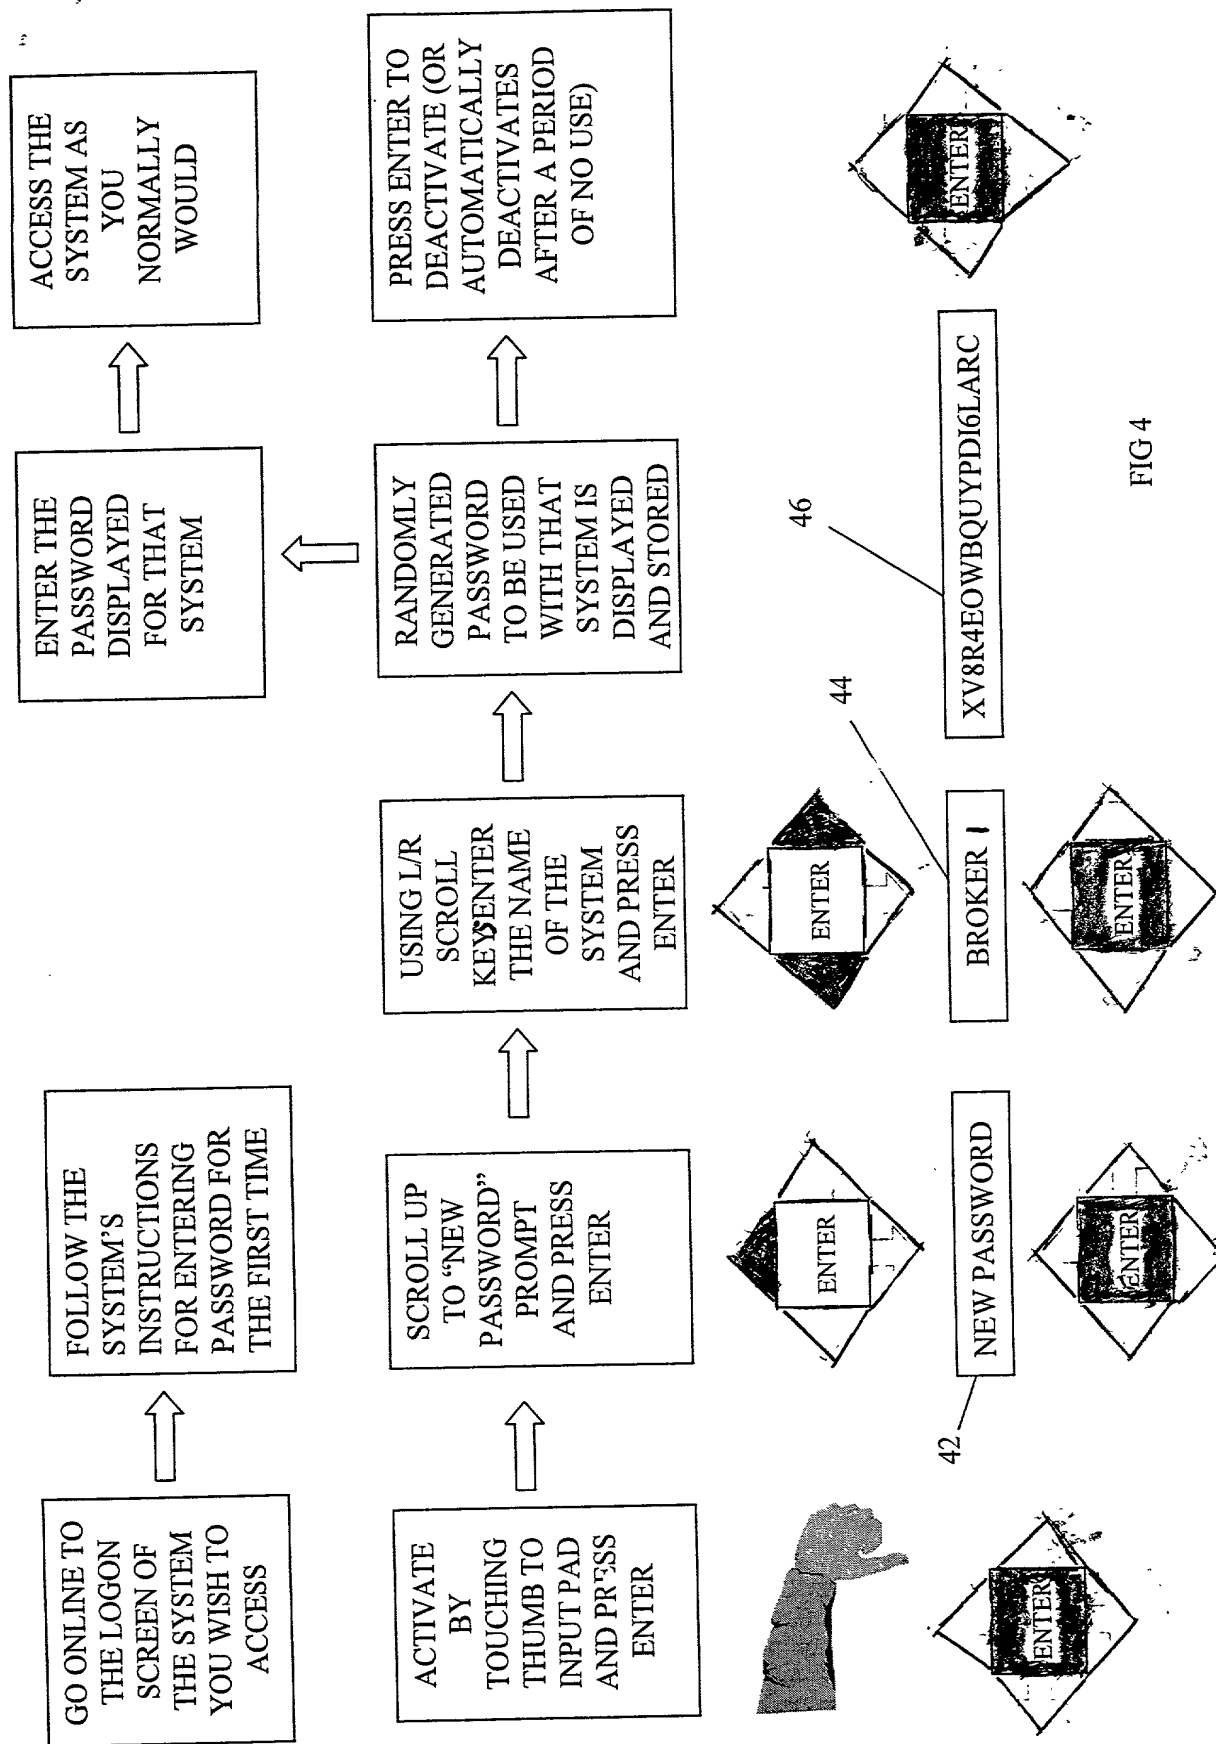 GO ONLINE TO
THE LOGON
SCREEN OF
THE SYSTEM
YOU WISH TO
ACCESS
FOLLOW THE
SYSTEM'S
INSTRUCTIONS
FOR ENTERING
PASSWORD FOR
THE FIRST TIME
ENTER THE
PASSWORD
DISPLAYED
FOR THAT
SYSTEM
ACCESS THE
SYSTEM AS
YOU
NORMALLY
WOULD
ACTIVATE
BY
TOUCHING
THUMB TO
INPUT PAD
AND PRESS
ENTER
SCROLL UP
TO “NEW
PASSWORD”
PROMPT
AND PRESS
ENTER
USING L/R
SCROLL
KEYS ENTER
THE NAME
OF THE
SYSTEM
AND PRESS
ENTER
RANDOMLY
GENERATED
PASSWORD
TO BE USED
WITH THAT
SYSTEM IS
DISPLAYED
AND STORED
PRESS ENTER TO
DEACTIVATE (OR
AUTOMATICALLY
DEACTIVATES
AFTER A PERIOD
OF NO USE)
ENTER
ENTER
ENTER
42
44
46
NEW PASSWORD
BROKER 1
XV8R4EOWBQUYPDI6LARC
ENTER
ENTER
ENTER
FIG 4